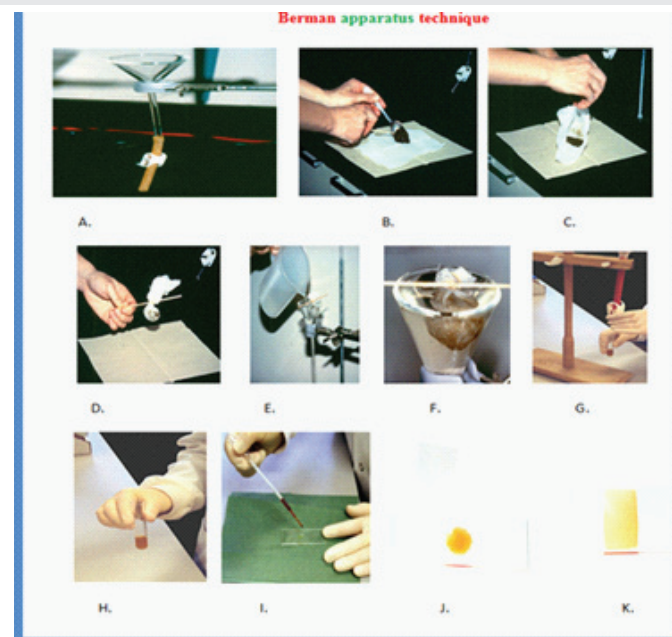 Berman apparatus technique
A. B. C.
D. E. F. G.
H. I. J. K.